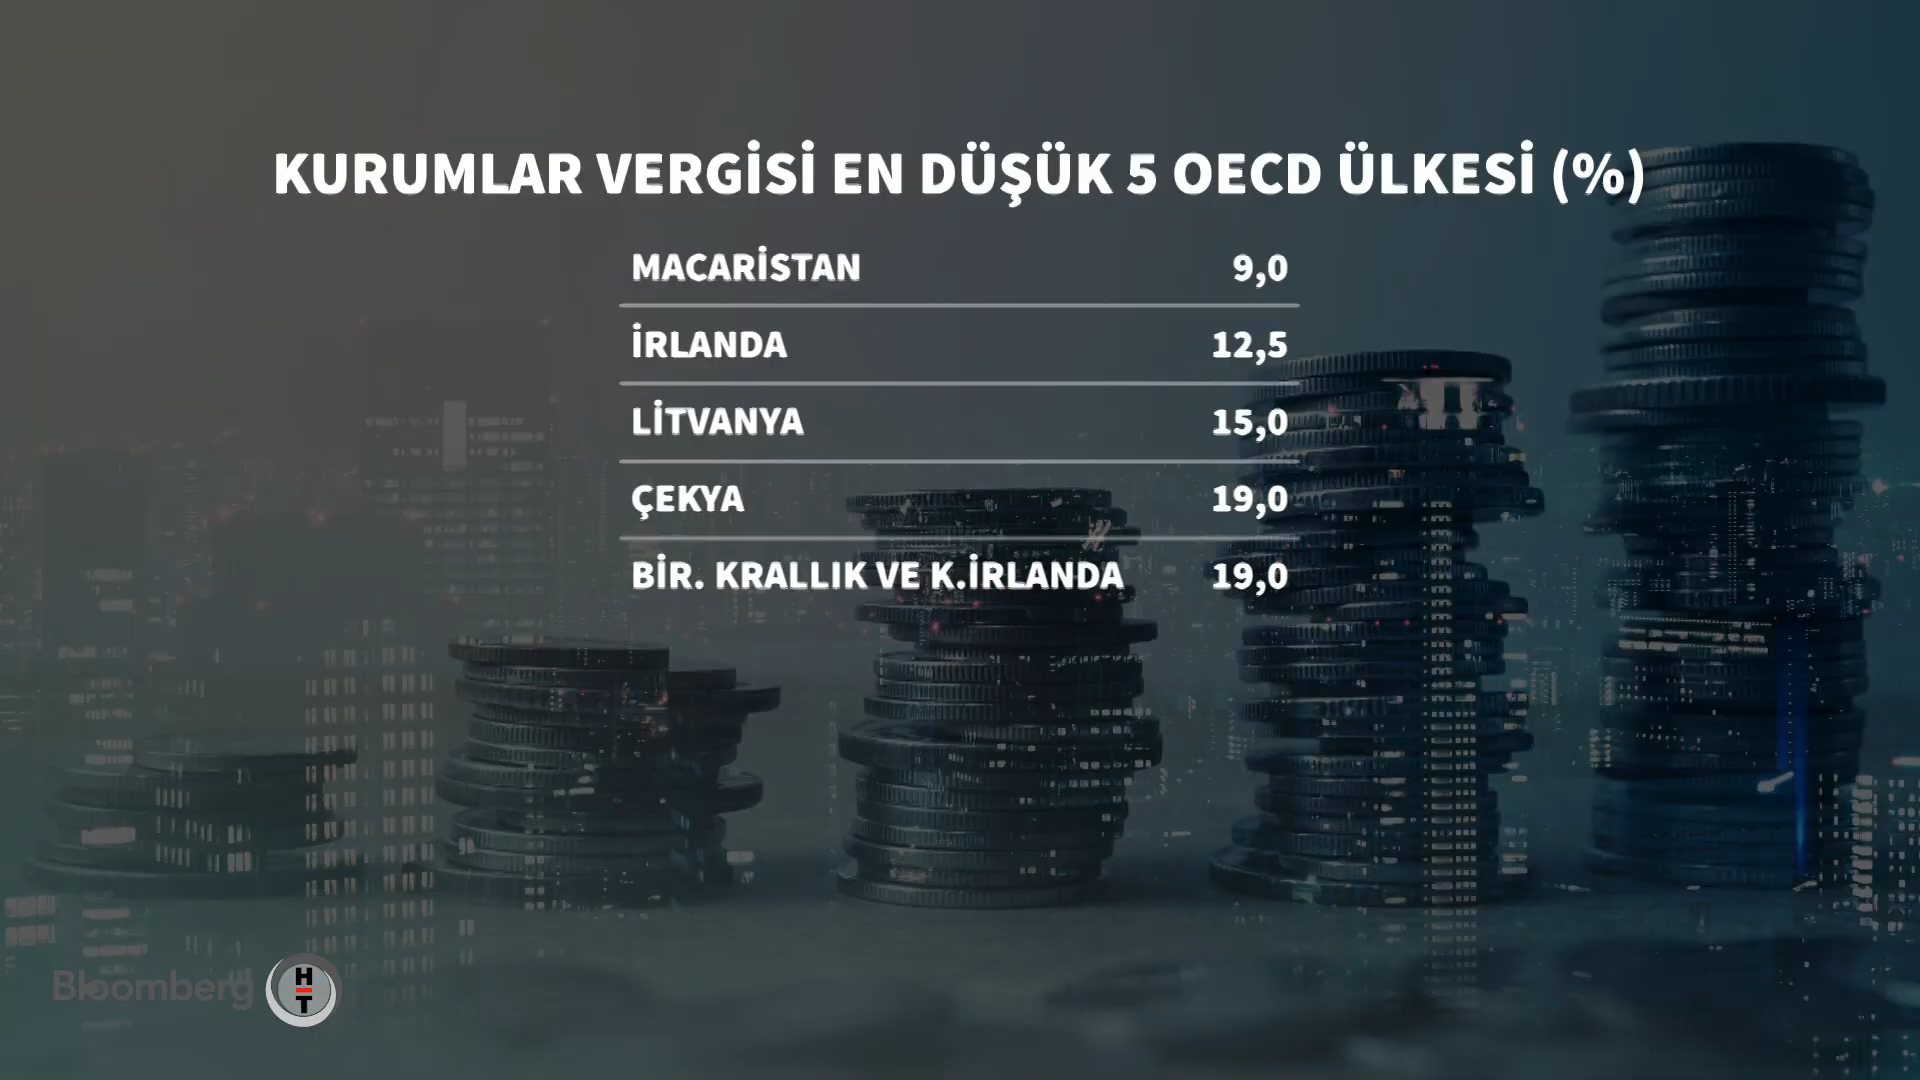 KURUMLAR VERGİSİ EN DÜŞÜK 5 OECD ÜLKESİ (%)
MACARİSTAN 9,0
İRLANDA 12,5
LİTVANYA 15,0
ÇEKYA 19,0
BİR. KRALLIK VE K.İRLANDA 19,0
Bloomberg HT